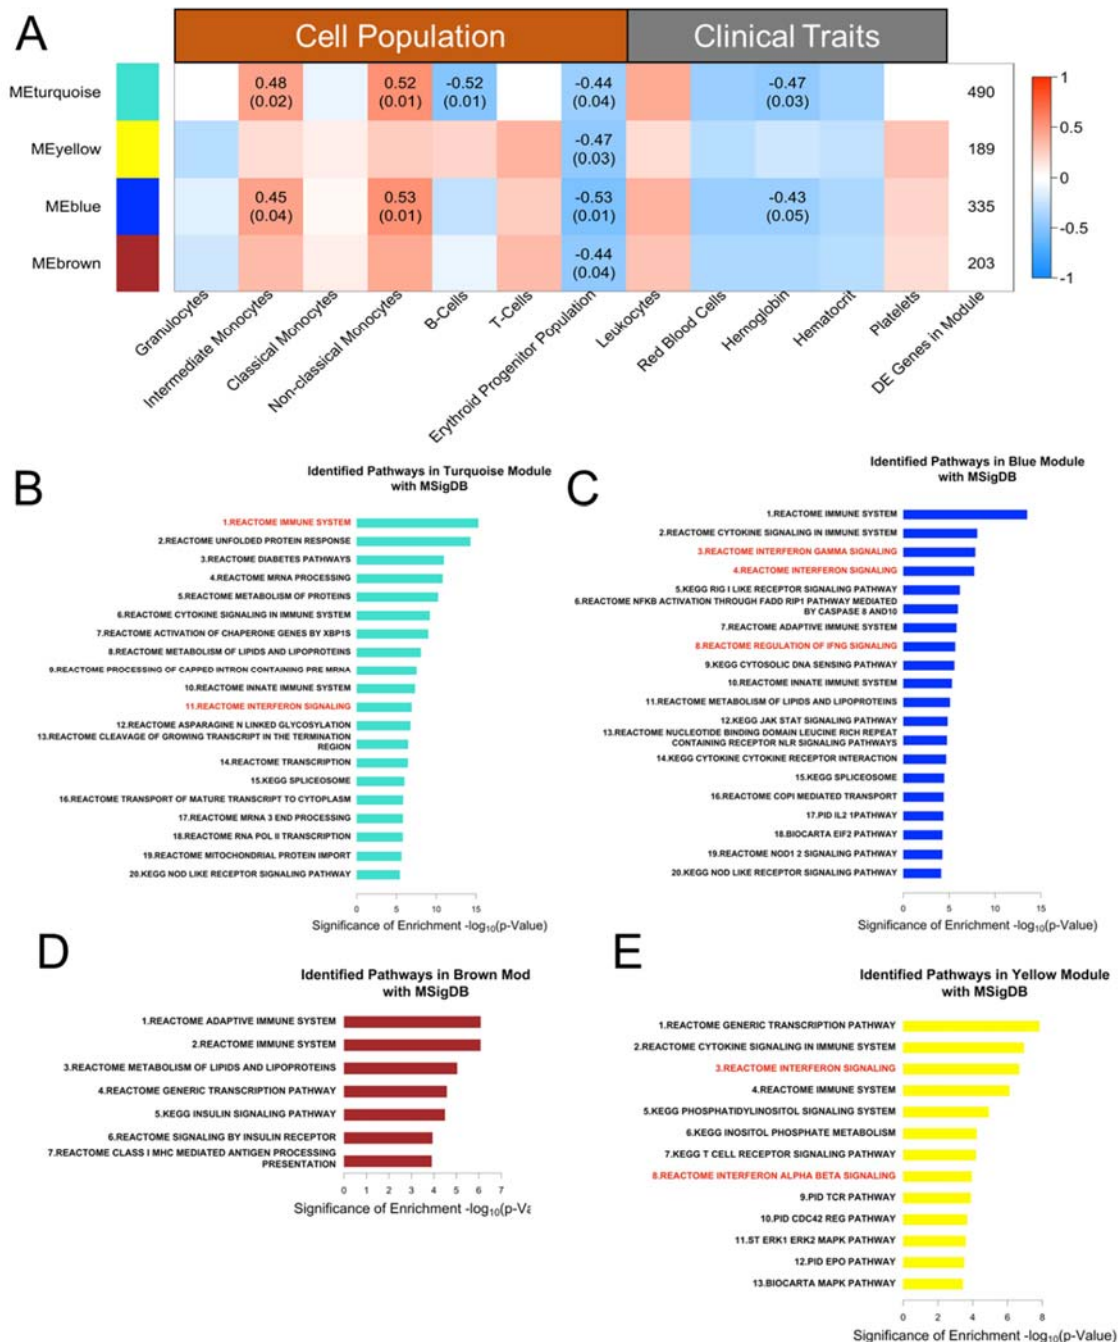 A
Cell Population Clinical Traits
MEturquoise 0.48 0.52 -0.52 -0.44 -0.47 490
(0.02) (0.01) (0.01) (0.04) (0.03)
MEyellow -0.47 189
(0.03)
MEblue 0.45 0.53 -0.53 -0.43 335
(0.04) (0.01) (0.01) (0.05)
MEbrown -0.44 203
(0.04)
1
0.5
0
-0.5
-1
Granulocytes
Intermediate Monocytes
Classical Monocytes
Non-classical Monocytes
B-Cells
T-Cells
Erythroid Progenitor Population
Leukocytes
Red Blood Cells
Hemoglobin
Hematocrit
Platelets
DE Genes in Module
B
Identified Pathways in Turquoise Module
with MSigDB
1.REACTOME IMMUNE SYSTEM
2.REACTOME UNFOLDED PROTEIN RESPONSE
3.REACTOME DIABETES PATHWAYS
4.REACTOME MRNA PROCESSING
5.REACTOME METABOLISM OF PROTEINS
6.REACTOME CYTOKINE SIGNALING IN IMMUNE SYSTEM
7.REACTOME ACTIVATION OF CHAPERONE GENES BY XBP1S
8.REACTOME METABOLISM OF LIPIDS AND LIPOPROTEINS
9.REACTOME PROCESSING OF CAPPED INTRON CONTAINING PRE MRNA
10.REACTOME INNATE IMMUNE SYSTEM
11.REACTOME INTERFERON SIGNALING
12.REACTOME ASPARAGINE N LINKED GLYCOSYLATION
13.REACTOME CLEAVAGE OF GROWING TRANSCRIPT IN THE TERMINATION
REGION
14.REACTOME TRANSCRIPTION
15.KEGG SPLICEOSOME
16.REACTOME TRANSPORT OF MATURE TRANSCRIPT TO CYTOPLASM
17.REACTOME MRNA 3 END PROCESSING
18.REACTOME RNA POL II TRANSCRIPTION
19.REACTOME MITOCHONDRIAL PROTEIN IMPORT
20.KEGG NOD LIKE RECEPTOR SIGNALING PATHWAY
0 5 10 15
Significance of Enrichment -log10(p-Value)
C
Identified Pathways in Blue Module
with MSigDB
1.REACTOME IMMUNE SYSTEM
2.REACTOME CYTOKINE SIGNALING IN IMMUNE SYSTEM
3.REACTOME INTERFERON GAMMA SIGNALING
4.REACTOME INTERFERON SIGNALING
5.KEGG RIG I LIKE RECEPTOR SIGNALING PATHWAY
6.REACTOME NFKB ACTIVATION THROUGH FADD RIP1 PATHWAY MEDIATED
BY CASPASE 8 AND10
7.REACTOME ADAPTIVE IMMUNE SYSTEM
8.REACTOME REGULATION OF IFNG SIGNALING
9.KEGG CYTOSOLIC DNA SENSING PATHWAY
10.REACTOME INNATE IMMUNE SYSTEM
11.REACTOME METABOLISM OF LIPIDS AND LIPOPROTEINS
12.KEGG JAK STAT SIGNALING PATHWAY
13.REACTOME NUCLEOTIDE BINDING DOMAIN LEUCINE RICH REPEAT
CONTAINING RECEPTOR NLR SIGNALING PATHWAYS
14.KEGG CYTOKINE CYTOKINE RECEPTOR INTERACTION
15.KEGG SPLICEOSOME
16.REACTOME COPI MEDIATED TRANSPORT
17.PID IL2 1PATHWAY
18.BIOCARTA EIF2 PATHWAY
19.REACTOME NOD1 2 SIGNALING PATHWAY
20.KEGG NOD LIKE RECEPTOR SIGNALING PATHWAY
0 5 10 15
Significance of Enrichment -log10(p-Value)
D
Identified Pathways in Brown Mod
with MSigDB
1.REACTOME ADAPTIVE IMMUNE SYSTEM
2.REACTOME IMMUNE SYSTEM
3.REACTOME METABOLISM OF LIPIDS AND LIPOPROTEINS
4.REACTOME GENERIC TRANSCRIPTION PATHWAY
5.KEGG INSULIN SIGNALING PATHWAY
6.REACTOME SIGNALING BY INSULIN RECEPTOR
7.REACTOME CLASS I MHC MEDIATED ANTIGEN PROCESSING
PRESENTATION
0 1 2 3 4 5 6 7
Significance of Enrichment -log10(p-Va
E
Identified Pathways in Yellow Module
with MSigDB
1.REACTOME GENERIC TRANSCRIPTION PATHWAY
2.REACTOME CYTOKINE SIGNALING IN IMMUNE SYSTEM
3.REACTOME INTERFERON SIGNALING
4.REACTOME IMMUNE SYSTEM
5.KEGG PHOSPHATIDYLINOSITOL SIGNALING SYSTEM
6.KEGG INOSITOL PHOSPHATE METABOLISM
7.KEGG T CELL RECEPTOR SIGNALING PATHWAY
8.REACTOME INTERFERON ALPHA BETA SIGNALING
9.PID TCR PATHWAY
10.PID CDC42 REG PATHWAY
11.ST ERK1 ERK2 MAPK PATHWAY
12.PID EPO PATHWAY
13.BIOCARTA MAPK PATHWAY
0 2 4 6 8
Significance of Enrichment -log10(p-Value)